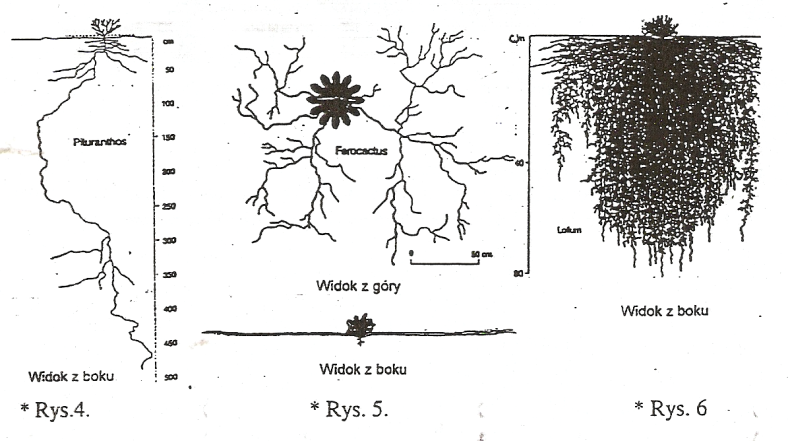 cm
50
100
150
200
250
300
350
400
450
500
Pituranthos
Widok z boku
* Rys.4.
Ferocactus
0 50 cm
Widok z góry
Widok z boku
* Rys. 5.
Cm
40
80
Lolium
Widok z boku
* Rys. 6